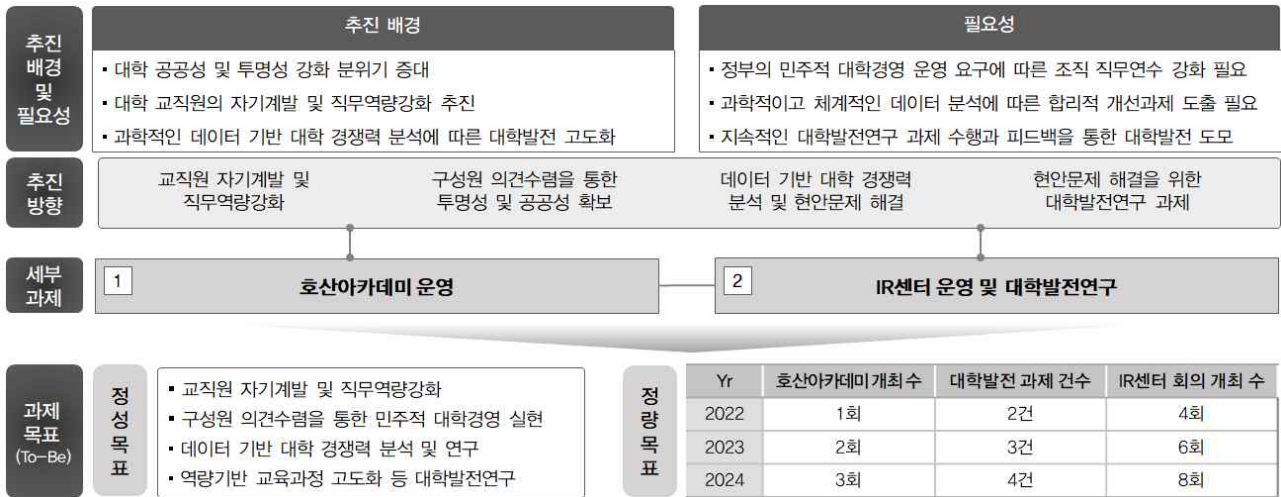 추진
배경
및
필요성
추진 배경
▪ 대학 공공성 및 투명성 강화 분위기 증대
▪ 대학 교직원의 자기계발 및 직무역량강화 추진
▪ 과학적인 데이터 기반 대학 경쟁력 분석에 따른 대학발전 고도화
필요성
▪ 정부의 민주적 대학경영 운영 요구에 따른 조직 직무연수 강화 필요
▪ 과학적이고 체계적인 데이터 분석에 따른 합리적 개선과제 도출 필요
▪ 지속적인 대학발전연구 과제 수행과 피드백을 통한 대학발전 도모
추진
방향
교직원 자기계발 및
직무역량강화
구성원 의견수렴을 통한
투명성 및 공공성 확보
데이터 기반 대학 경쟁력
분석 및 현안문제 해결
현안문제 해결을 위한
대학발전연구 과제
세부
과제
1 호산아카데미 운영
2 IR센터 운영 및 대학발전연구
과제
목표
(To-Be)
정
성
목
표
▪ 교직원 자기계발 및 직무역량강화
▪ 구성원 의견수렴을 통한 민주적 대학경영 실현
▪ 데이터 기반 대학 경쟁력 분석 및 연구
▪ 역량기반 교육과정 고도화 등 대학발전연구
정
량
목
표
Yr 호산아카데미개최 수 대학발전 과제 건수 IR센터 회의 개최 수
2022 1회 2건 4회
2023 2회 3건 6회
2024 3회 4건 8회